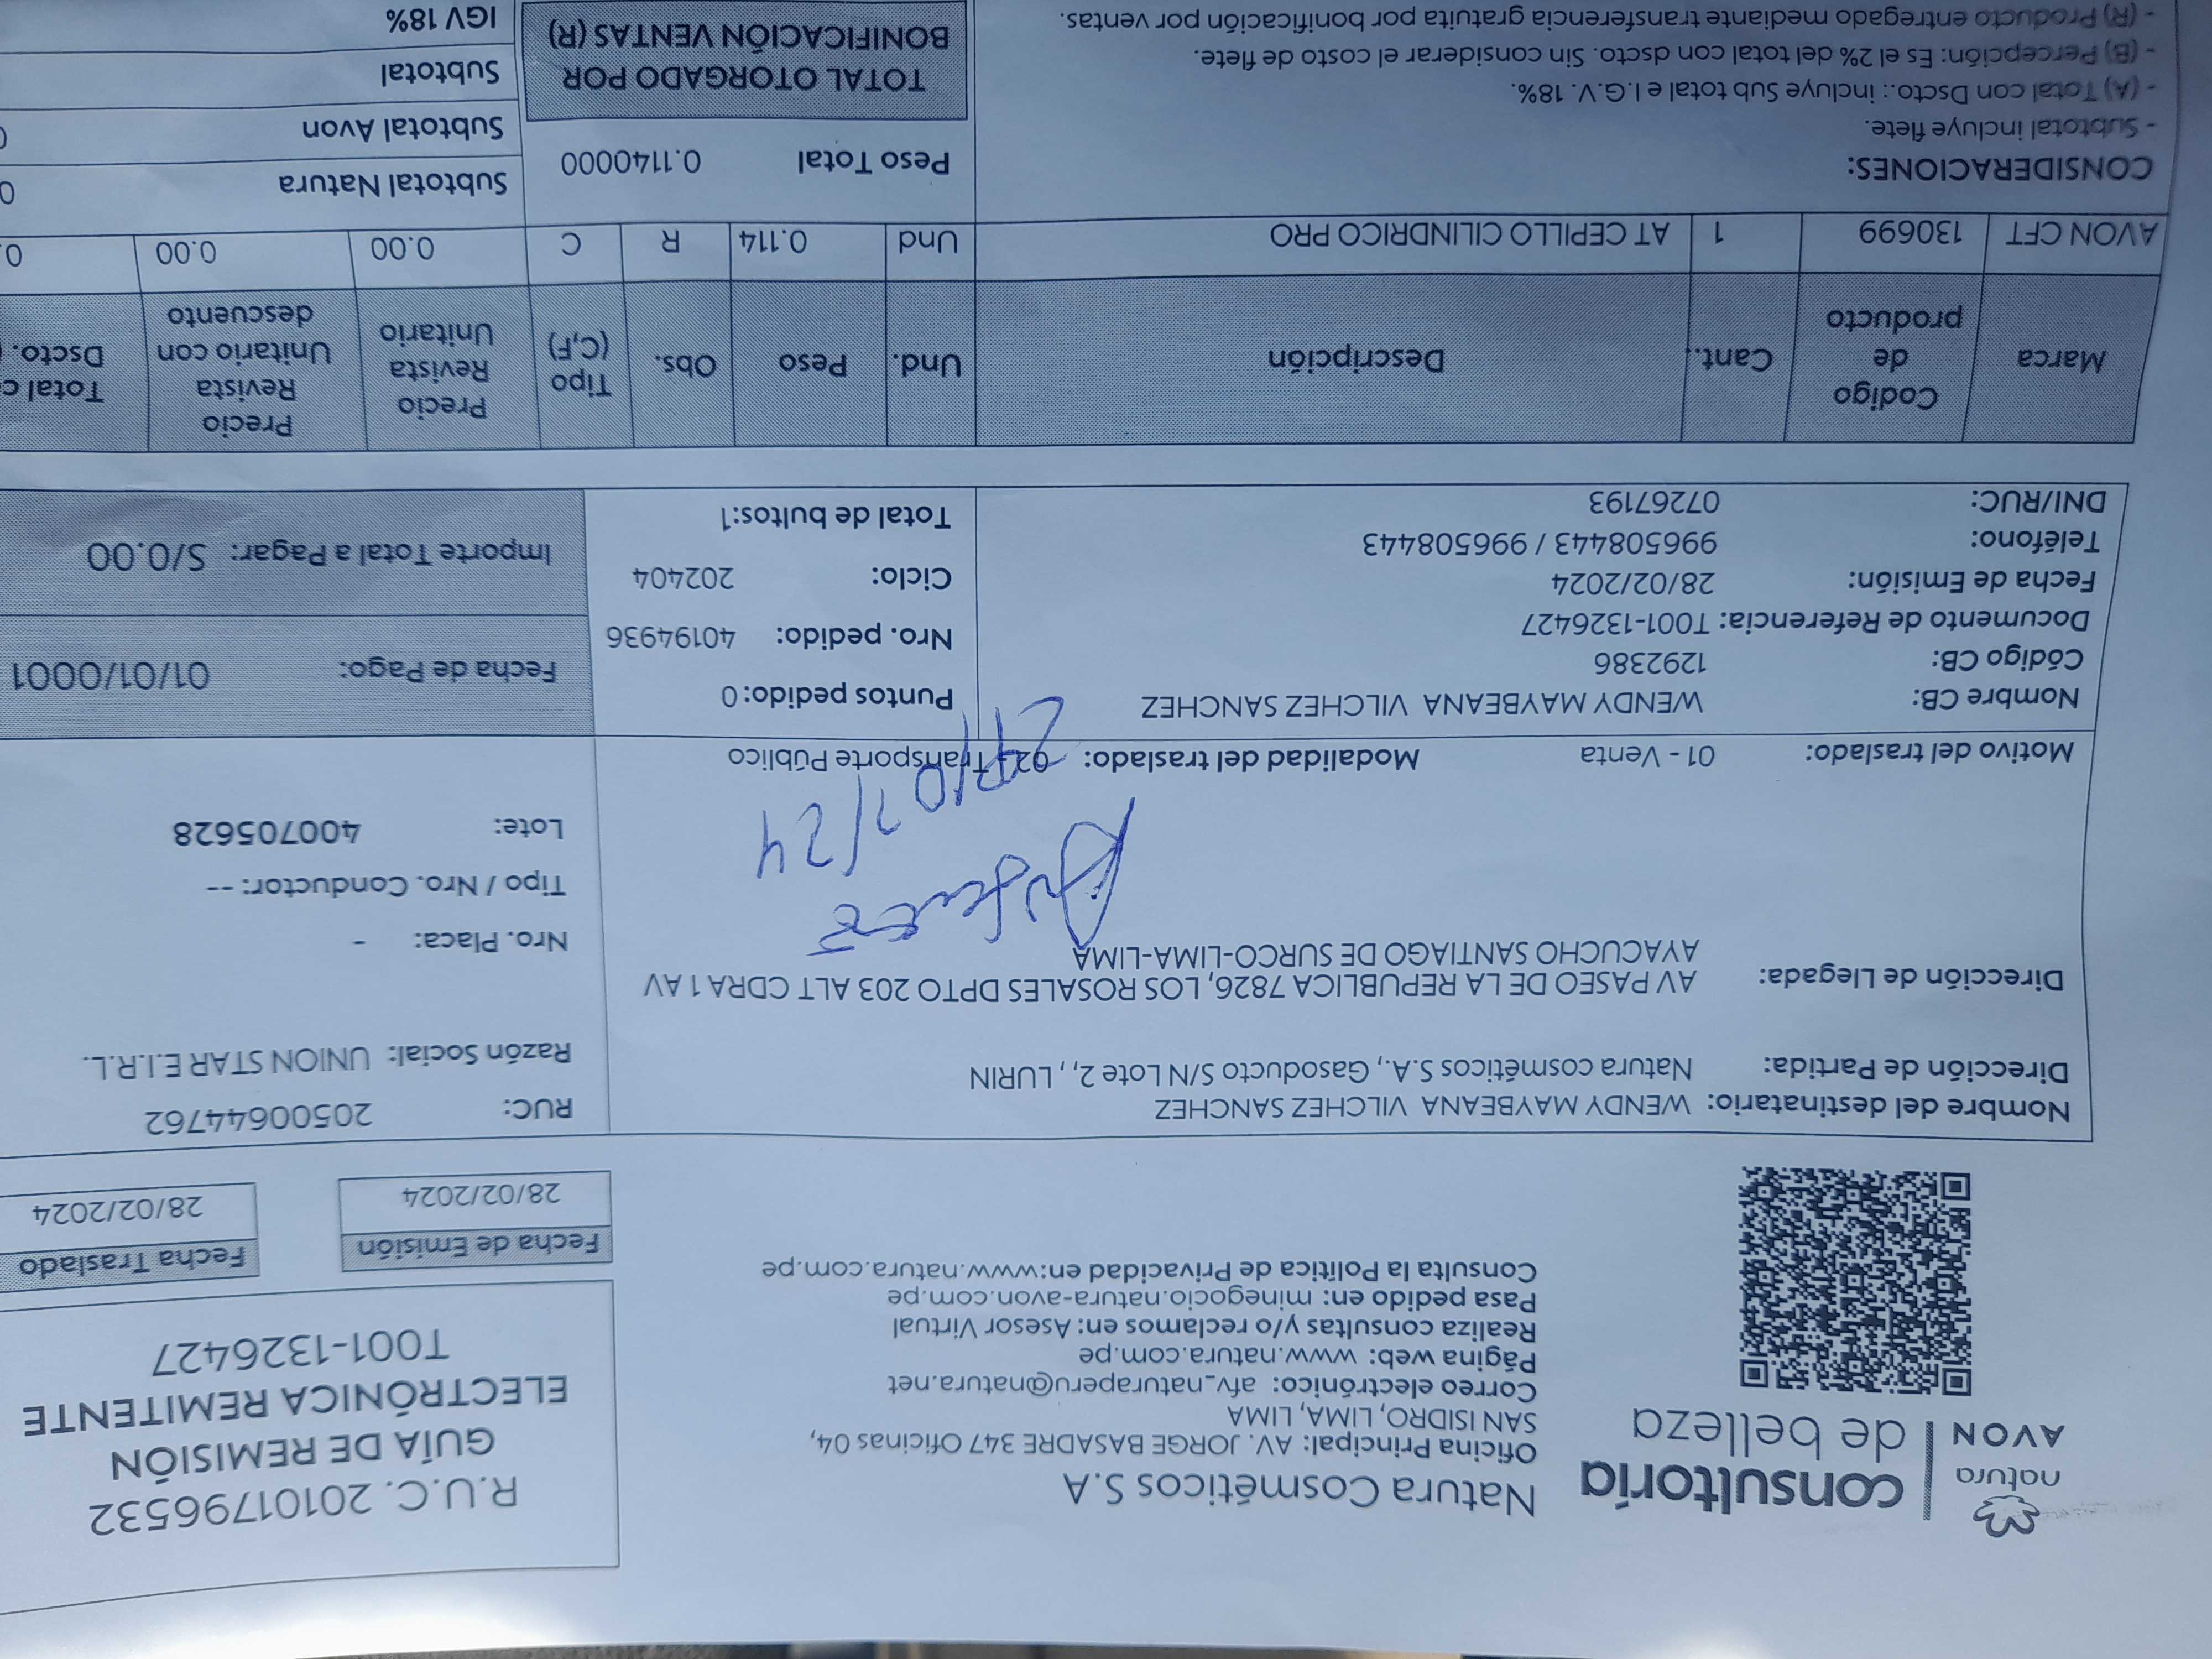 natura
AVON
consultoría
de belleza
Natura Cosméticos S.A
Oficina Principal: AV. JORGE BASADRE 347 Oficinas 04,
SAN ISIDRO, LIMA, LIMA
Correo electrónico: afv_naturaperu@natura.net
Página web: www.natura.com.pe
Realiza consultas y/o reclamos en: Asesor Virtual
Pasa pedido en: minegocio.natura-avon.com.pe
Consulta la Política de Privacidad en:www.natura.com.pe
R.U.C. 20101796532
GUÍA DE REMISIÓN
ELECTRÓNICA REMITENTE
T001-1326427
Fecha de Emisión
28/02/2024
Fecha Traslado
28/02/2024
Nombre del destinatario: WENDY MAYBEANA VILCHEZ SANCHEZ
Dirección de Partida: Natura cosméticos S.A., Gasoducto S/N Lote 2, , LURIN
Dirección de Llegada: AV PASEO DE LA REPUBLICA 7826, LOS ROSALES DPTO 203 ALT CDRA 1 AV
AYACUCHO SANTIAGO DE SURCO-LIMA-LIMA
RUC: 20500644762
Razón Social: UNION STAR E.I.R.L.
Nro. Placa: -
Tipo / Nro. Conductor: --
Lote: 400705628
Motivo del traslado: 01 - Venta
Modalidad del traslado: 02 - Transporte Público
Nombre CB: WENDY MAYBEANA VILCHEZ SANCHEZ
Código CB: 1292386
Documento de Referencia: T001-1326427
Fecha de Emisión: 28/02/2024
Teléfono: 996508443 / 996508443
DNI/RUC: 07267193
Puntos pedido:0
Nro. pedido: 40194936
Ciclo: 202404
Total de bultos:1
Fecha de Pago: 01/01/0001
Importe Total a Pagar: S/0.00
Marca
Codigo de producto
Cant.
Descripción
Und.
Peso
Obs.
Tipo (C,F)
Precio Revista Unitario
Precio Revista Unitario con descuento
Total
Dscto.
AVON CFT 130699 1 AT CEPILLO CILINDRICO PRO Und 0.114 R C 0.00 0.00
CONSIDERACIONES:
- Subtotal incluye flete.
- (A) Total con Dscto.: incluye Sub total e I.G.V. 18%.
- (B) Percepción: Es el 2% del total con dscto. Sin considerar el costo de flete.
- (R) Producto entregado mediante transferencia gratuita por bonificación por ventas.
Peso Total 0.1140000
TOTAL OTORGADO POR
BONIFICACIÓN VENTAS (R)
Subtotal Natura
Subtotal Avon
Subtotal
IGV 18%